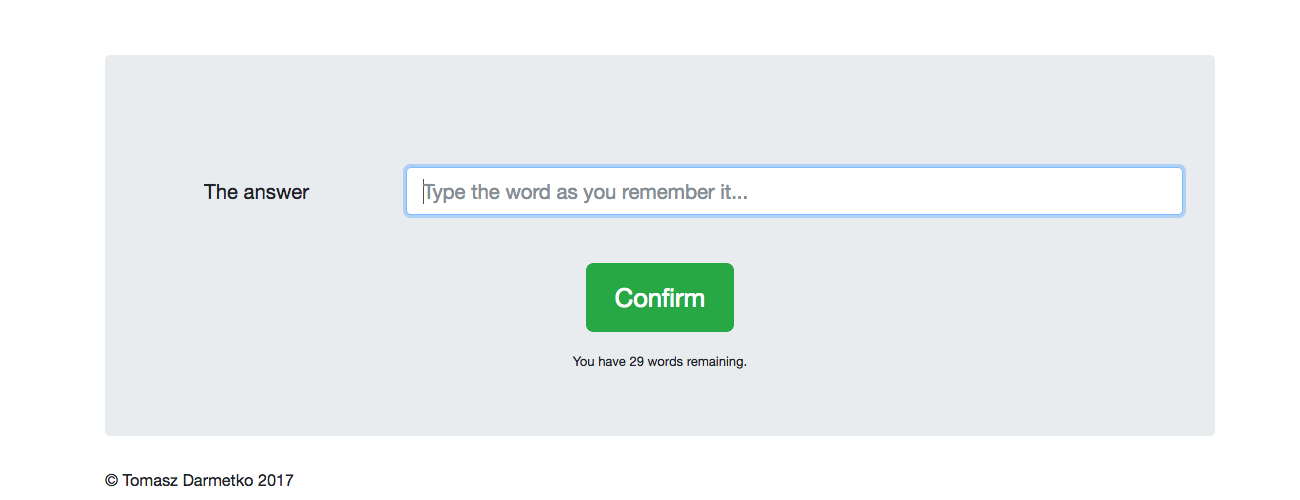 The answer
Type the word as you remember it...
Confirm
You have 29 words remaining.
© Tomasz Darmetko 2017